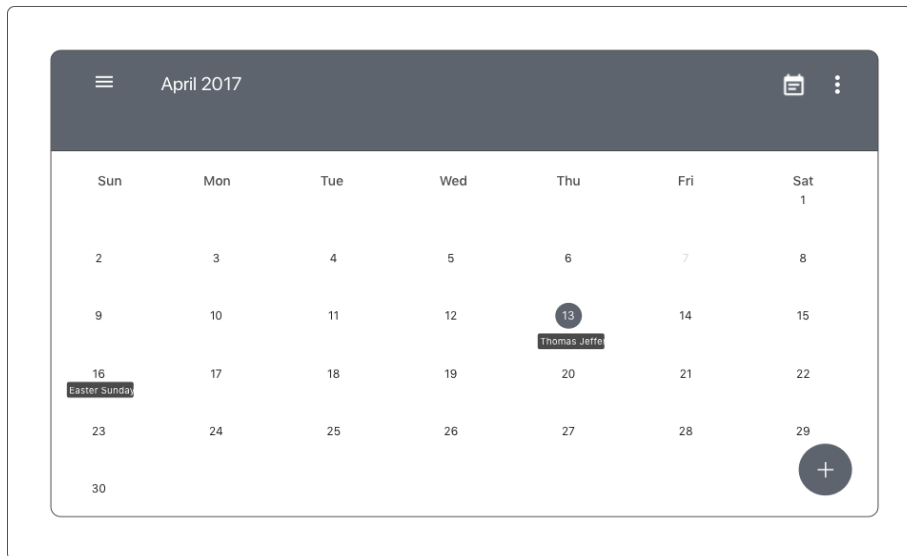 April 2017
Sun Mon Tue Wed Thu Fri Sat
1
2 3 4 5 6 7 8
9 10 11 12 13 14 15
Thomas Jeffer
16 17 18 19 20 21 22
Easter Sunday
23 24 25 26 27 28 29
30